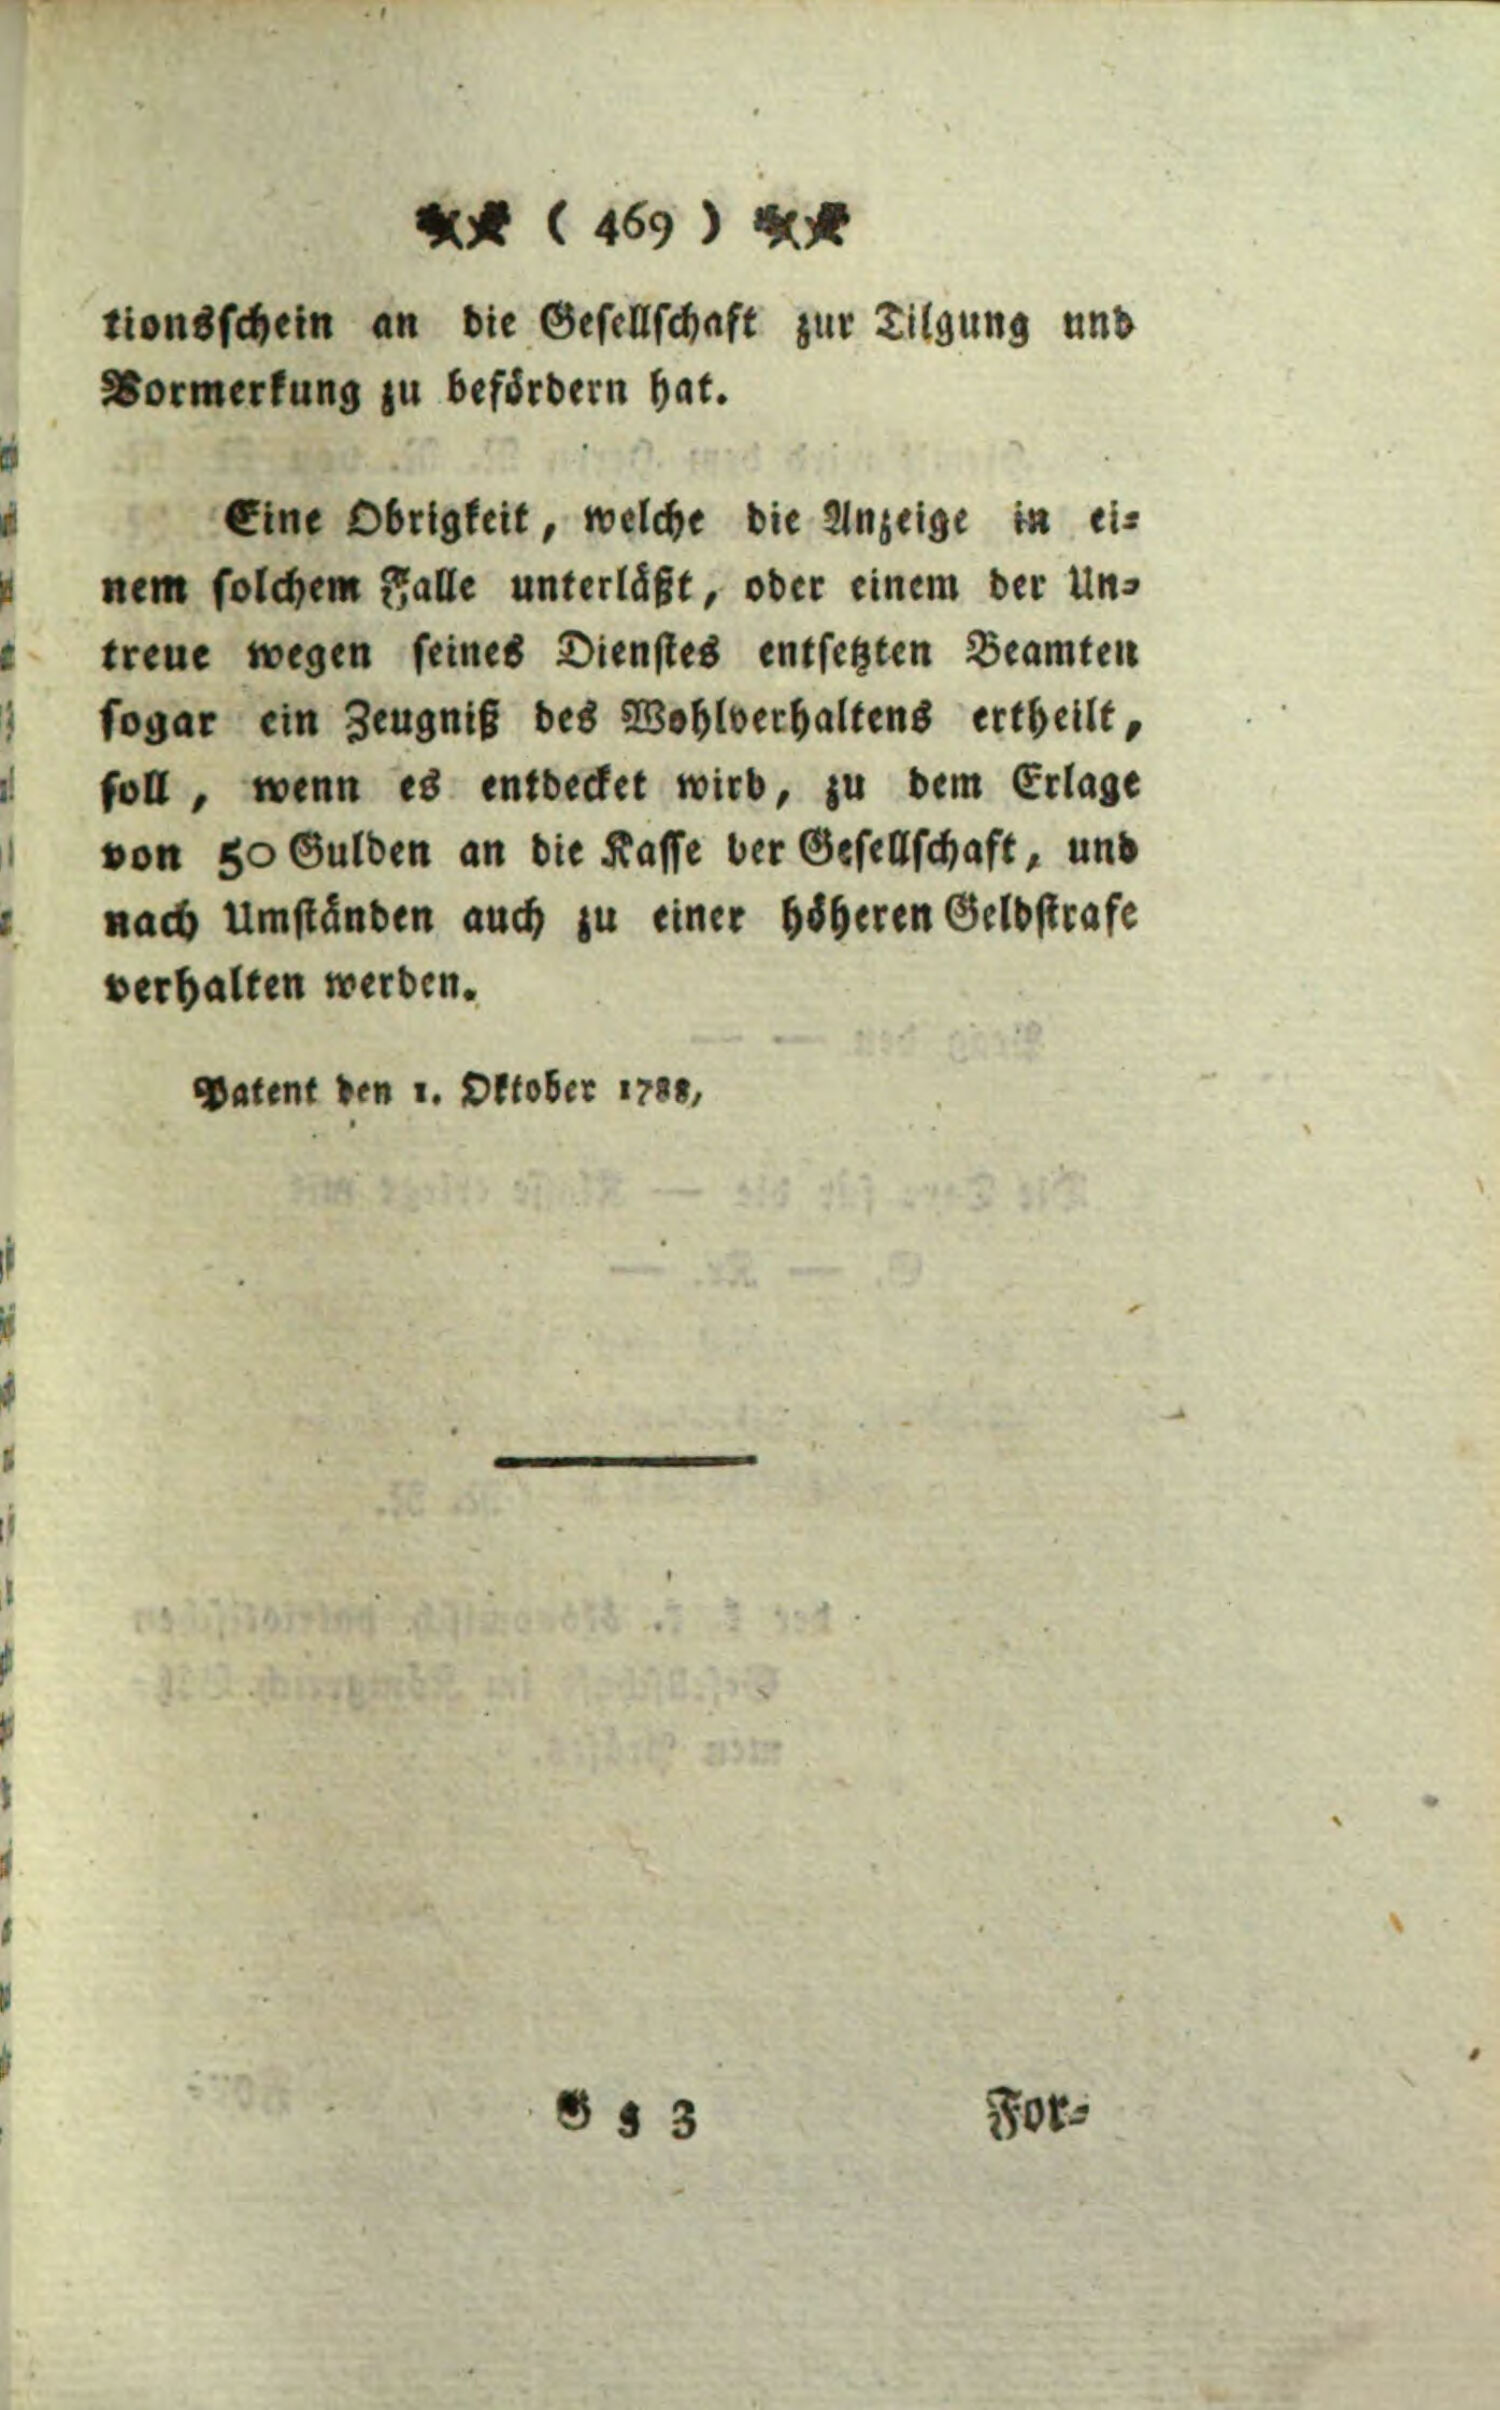 ( 469 )
tionsschein an die Gesellschaft zur Tilgung und
Vormerkung zu befördern hat.
Eine Obrigkeit, welche die Anzeige in ei=
nem solchem Falle unterläßt, oder einem der Un=
treue wegen seines Dienstes entsetzten Beamten
sogar ein Zeugniß des Wohlverhaltens ertheilt,
soll, wenn es entdecket wird, zu dem Erlage
von 50 Gulden an die Kasse der Gesellschaft, und
nach Umständen auch zu einer höheren Geldstrafe
verhalten werden.
Patent den 1. Oktober 1788,
G g 3 For=